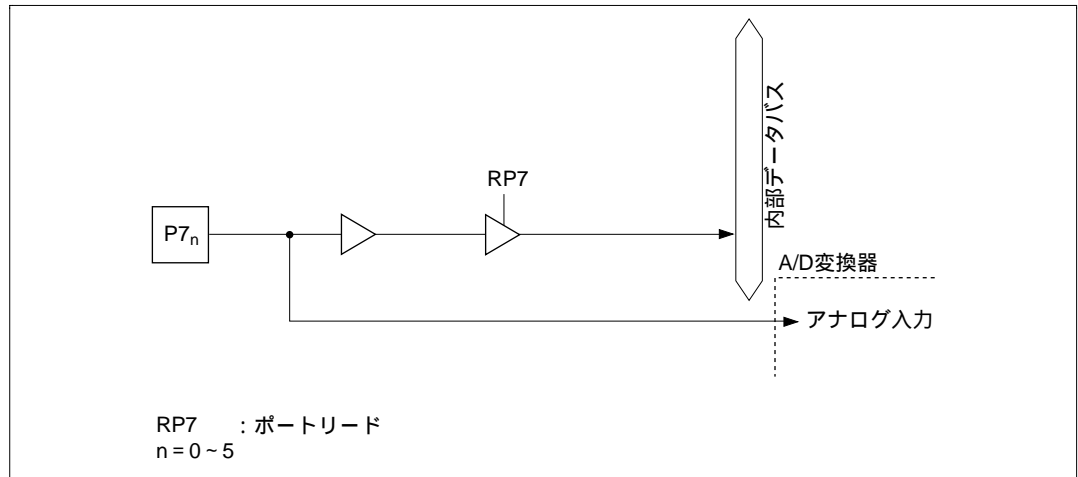 RP7
P7n
内部データバス
A/D変換器
アナログ入力
RP7 :ポートリード
n = 0 ~ 5